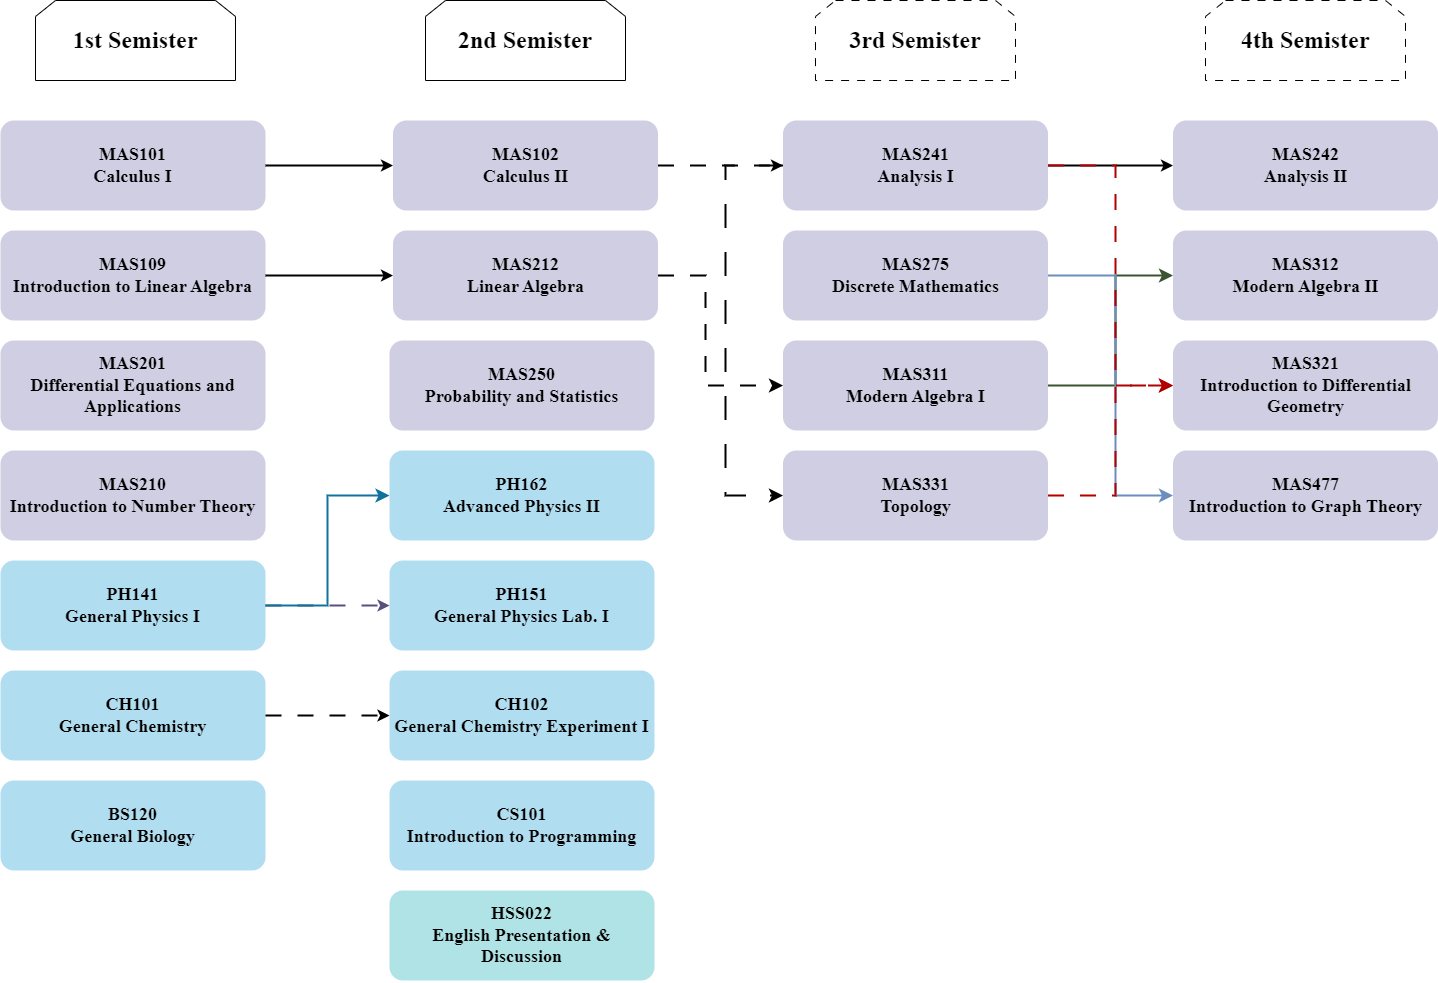 1st Semister
2nd Semister
3rd Semister
4th Semister
MAS101
Calculus I
MAS102
Calculus II
MAS241
Analysis I
MAS242
Analysis II
MAS109
Introduction to Linear Algebra
MAS212
Linear Algebra
MAS275
Discrete Mathematics
MAS312
Modern Algebra II
MAS201
Differential Equations and
Applications
MAS250
Probability and Statistics
MAS311
Modern Algebra I
MAS321
Introduction to Differential
Geometry
MAS210
Introduction to Number Theory
PH162
Advanced Physics II
MAS331
Topology
MAS477
Introduction to Graph Theory
PH141
General Physics I
PH151
General Physics Lab. I
CH101
General Chemistry
CH102
General Chemistry Experiment I
BS120
General Biology
CS101
Introduction to Programming
HSS022
English Presentation &
Discussion